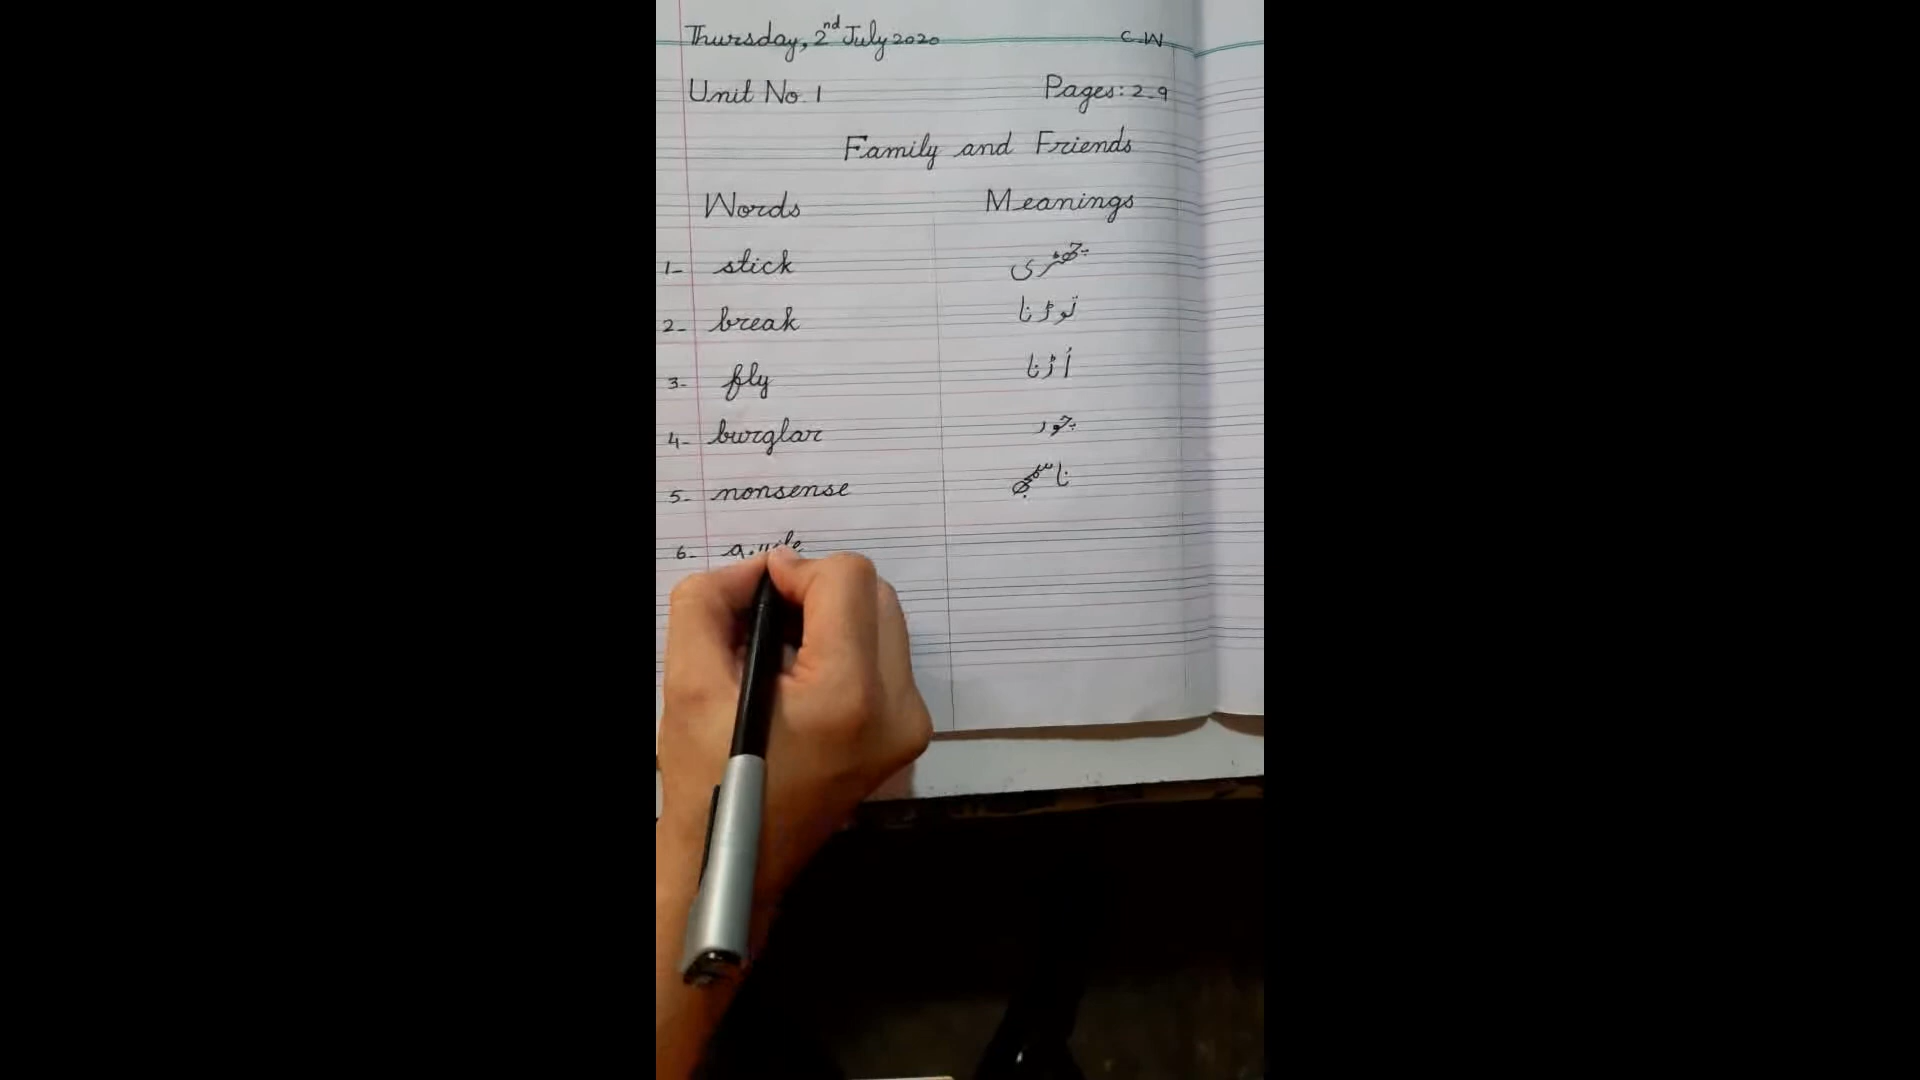 Thursday, 2nd July 2020 C.W
Unit No. 1 Pages: 2-9
Family and Friends
Words Meanings
1- stick چھڑی
2- break توڑنا
3- fly اُڑنا
4- burglar چور
5- nonsense ناسمجھ
6-